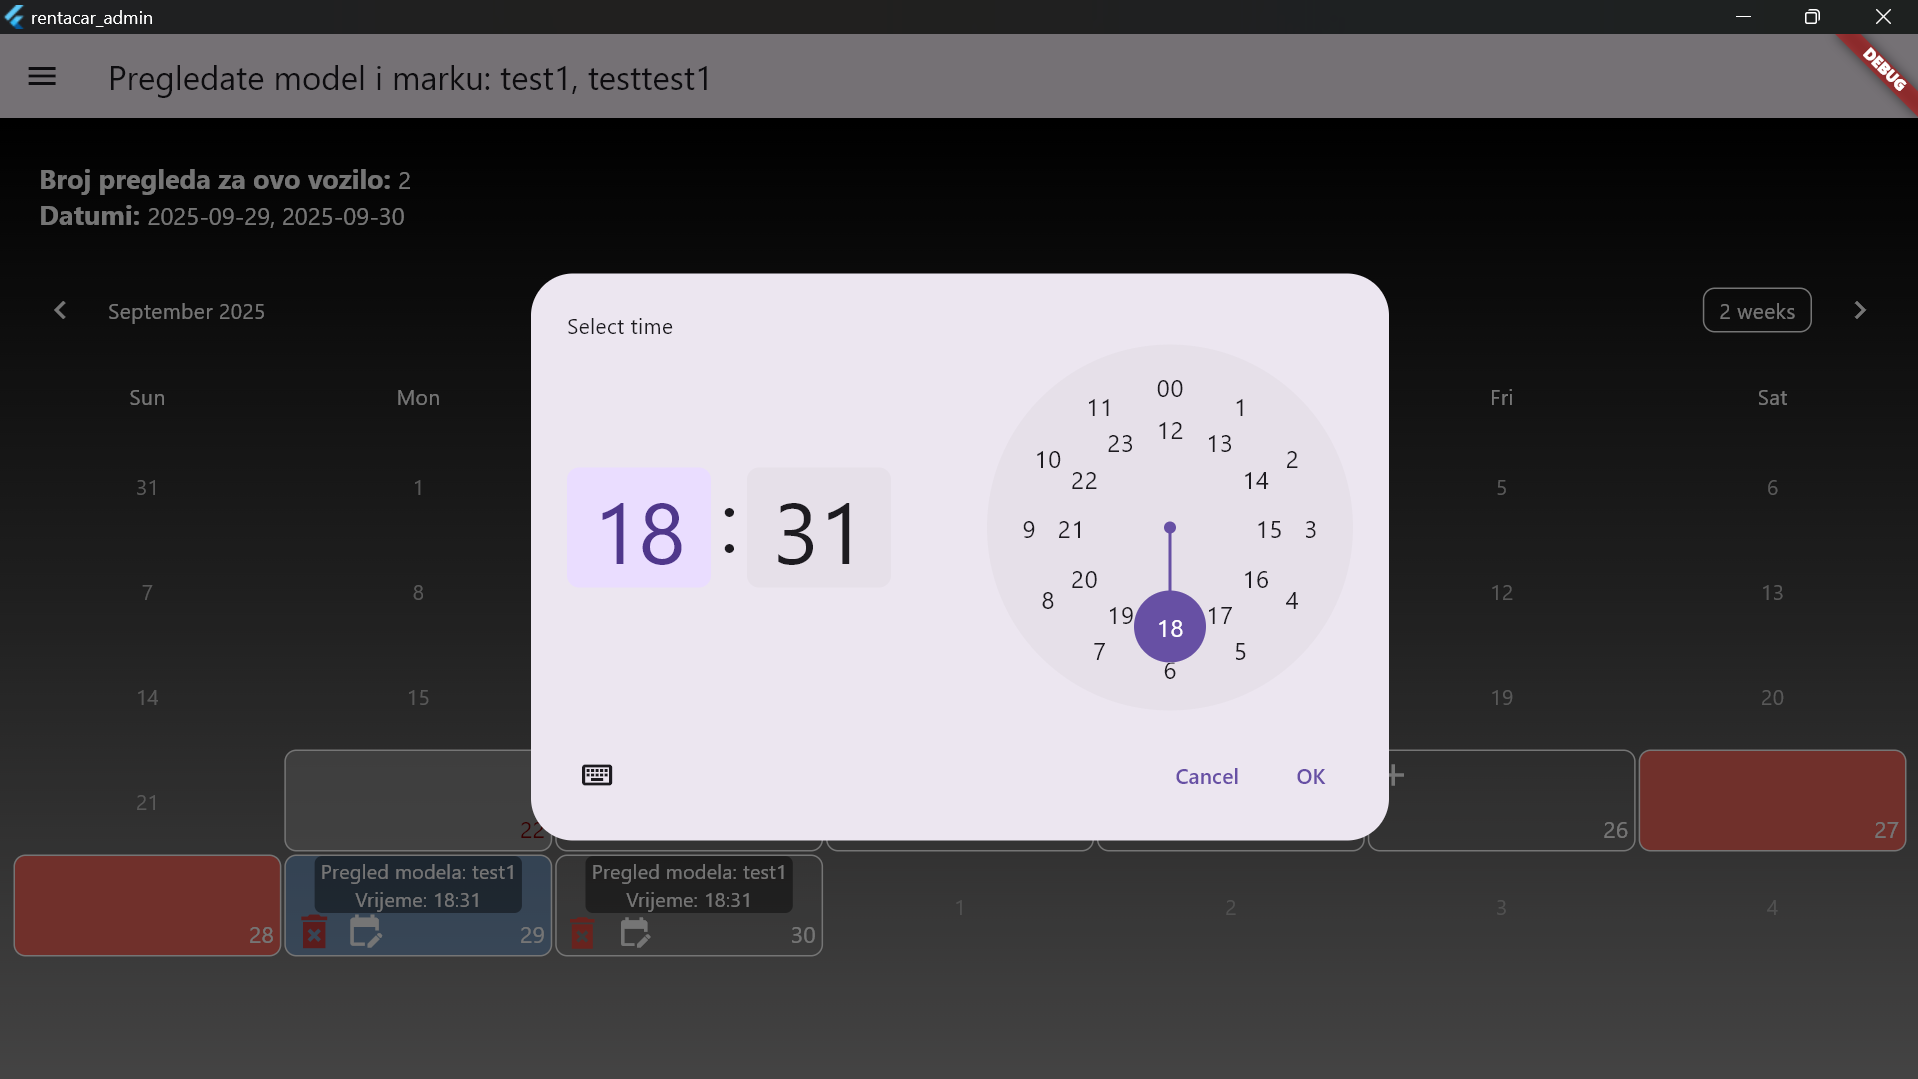 rentacar_admin
DEBUG
Pregledate model i marku: test1, testtest1
Broj pregleda za ovo vozilo: 2
Datumi: 2025-09-29, 2025-09-30
September 2025
2 weeks
Sun Mon Fri Sat
31 1 5 6
7 8 12 13
14 15 19 20
21 22 26 27
Select time
18 : 31
00
11 1
12
23 13
10 2
22 14
9 21 15 3
20 16
8 4
19 18 17
7 5
6
Cancel OK
Pregled modela: test1
Vrijeme: 18:31
Pregled modela: test1
Vrijeme: 18:31
28 29 30 1 2 3 4